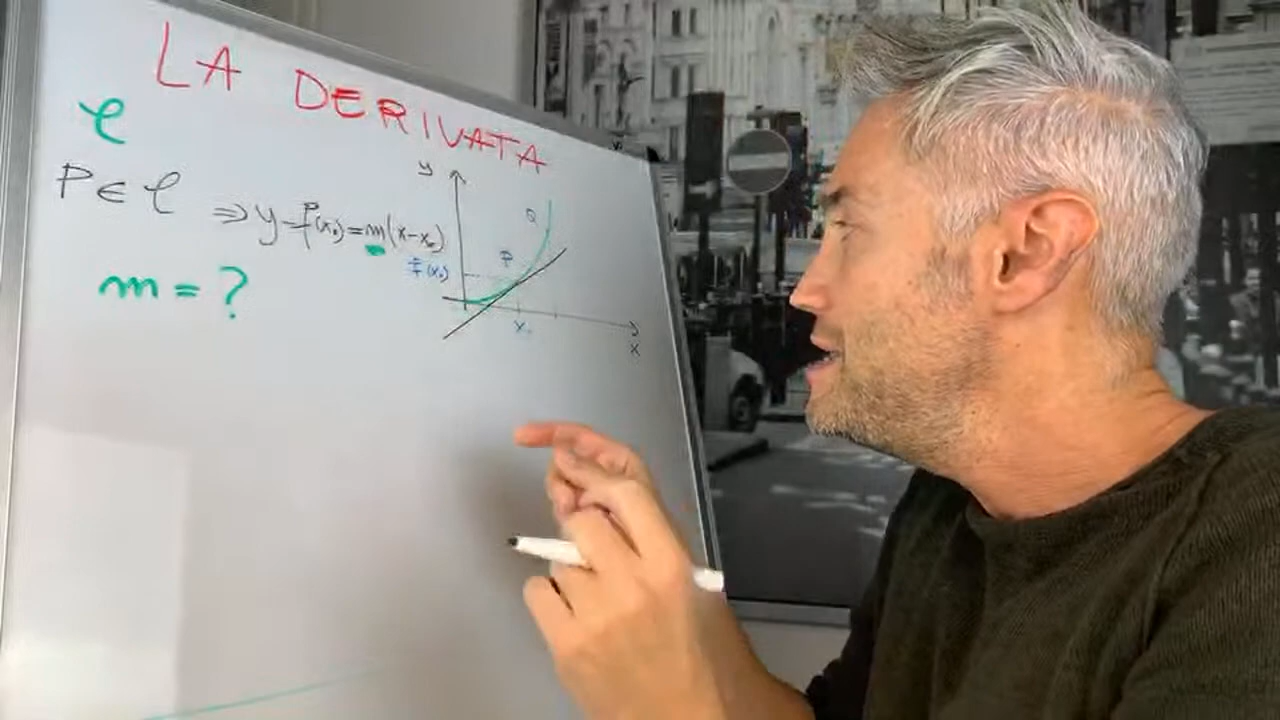 LA DERIVATA
ℓ
P ∈ ℓ ⇒ y - f(x₀) = m(x - x₀)
m = ?
y
Q
P
f(x₀)
x₀
x